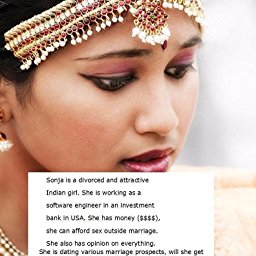 Sonja is a divorced and attractive
Indian girl. She is working as a
software engineer in an investment
bank in USA. She has money ($$$$),
she can afford sex outside marriage.
She also has opinion on everything.
She is dating various marriage prospects, will she get